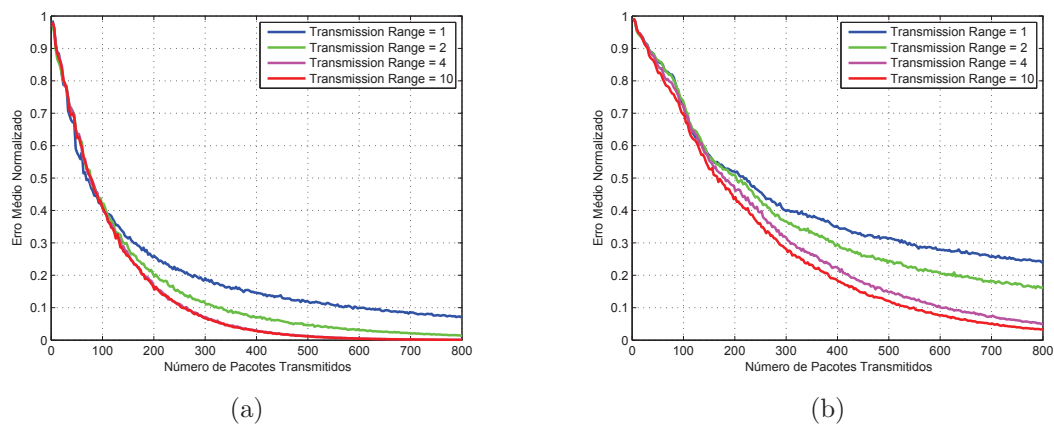 1
0.9
0.8
0.7
0.6
0.5
0.4
0.3
0.2
0.1
0
Erro Médio Normalizado
Transmission Range = 1
Transmission Range = 2
Transmission Range = 4
Transmission Range = 10
0 100 200 300 400 500 600 700 800
Número de Pacotes Transmitidos
(a)
1
0.9
0.8
0.7
0.6
0.5
0.4
0.3
0.2
0.1
0
Erro Médio Normalizado
Transmission Range = 1
Transmission Range = 2
Transmission Range = 4
Transmission Range = 10
0 100 200 300 400 500 600 700 800
Número de Pacotes Transmitidos
(b)